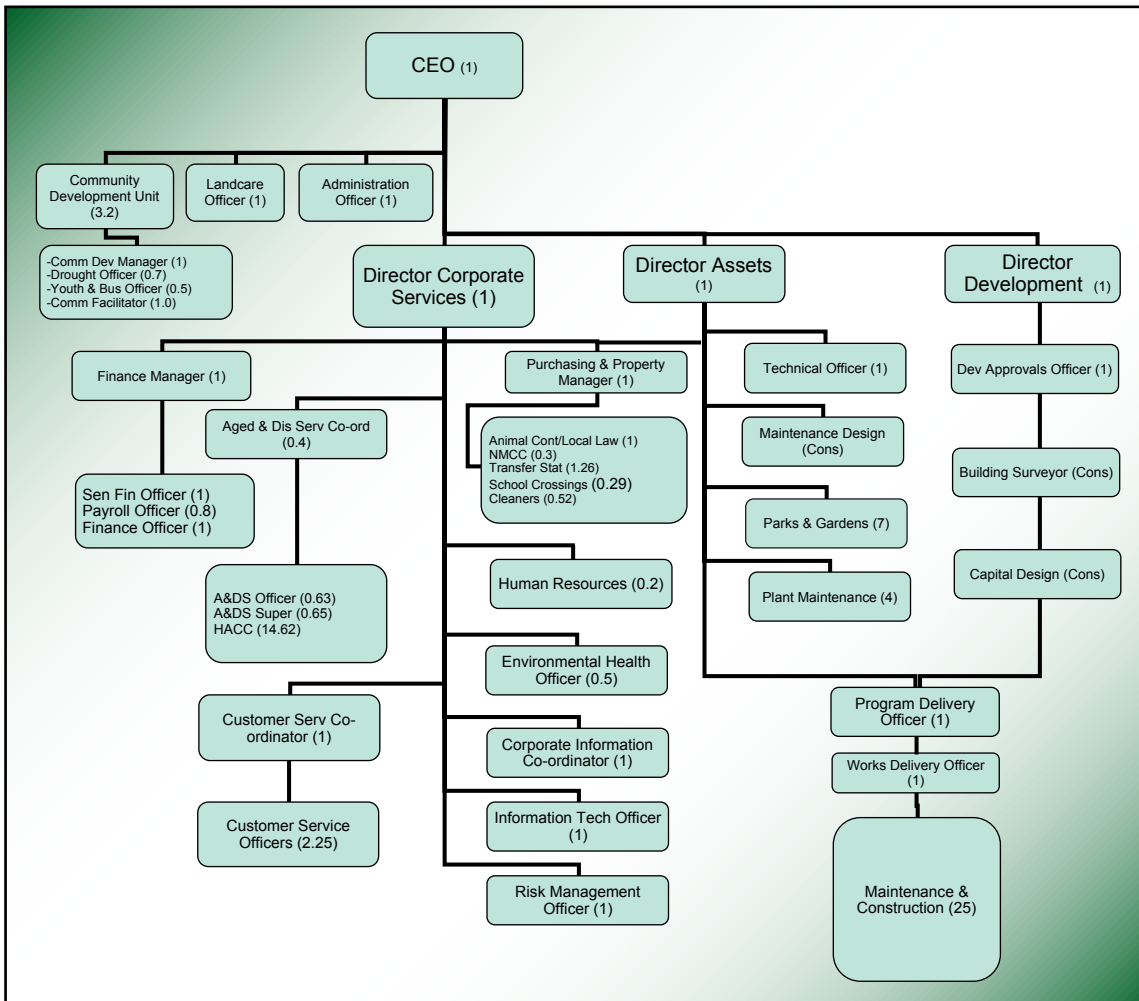 CEO (1)
Community
Development Unit
(3.2)
Landcare
Officer (1)
Administration
Officer (1)
-Comm Dev Manager (1)
-Drought Officer (0.7)
-Youth & Bus Officer (0.5)
-Comm Facilitator (1.0)
Director Corporate
Services (1)
Director Assets
(1)
Director
Development (1)
Finance Manager (1)
Purchasing & Property
Manager (1)
Technical Officer (1)
Dev Approvals Officer (1)
Aged & Dis Serv Co-ord
(0.4)
Animal Cont/Local Law (1)
NMCC (0.3)
Transfer Stat (1.26)
School Crossings (0.29)
Cleaners (0.52)
Maintenance Design
(Cons)
Building Surveyor (Cons)
Sen Fin Officer (1)
Payroll Officer (0.8)
Finance Officer (1)
Parks & Gardens (7)
Human Resources (0.2)
Plant Maintenance (4)
Capital Design (Cons)
A&DS Officer (0.63)
A&DS Super (0.65)
HACC (14.62)
Environmental Health
Officer (0.5)
Customer Serv Co-
ordinator (1)
Program Delivery
Officer (1)
Corporate Information
Co-ordinator (1)
Works Delivery Officer
(1)
Customer Service
Officers (2.25)
Information Tech Officer
(1)
Risk Management
Officer (1)
Maintenance &
Construction (25)